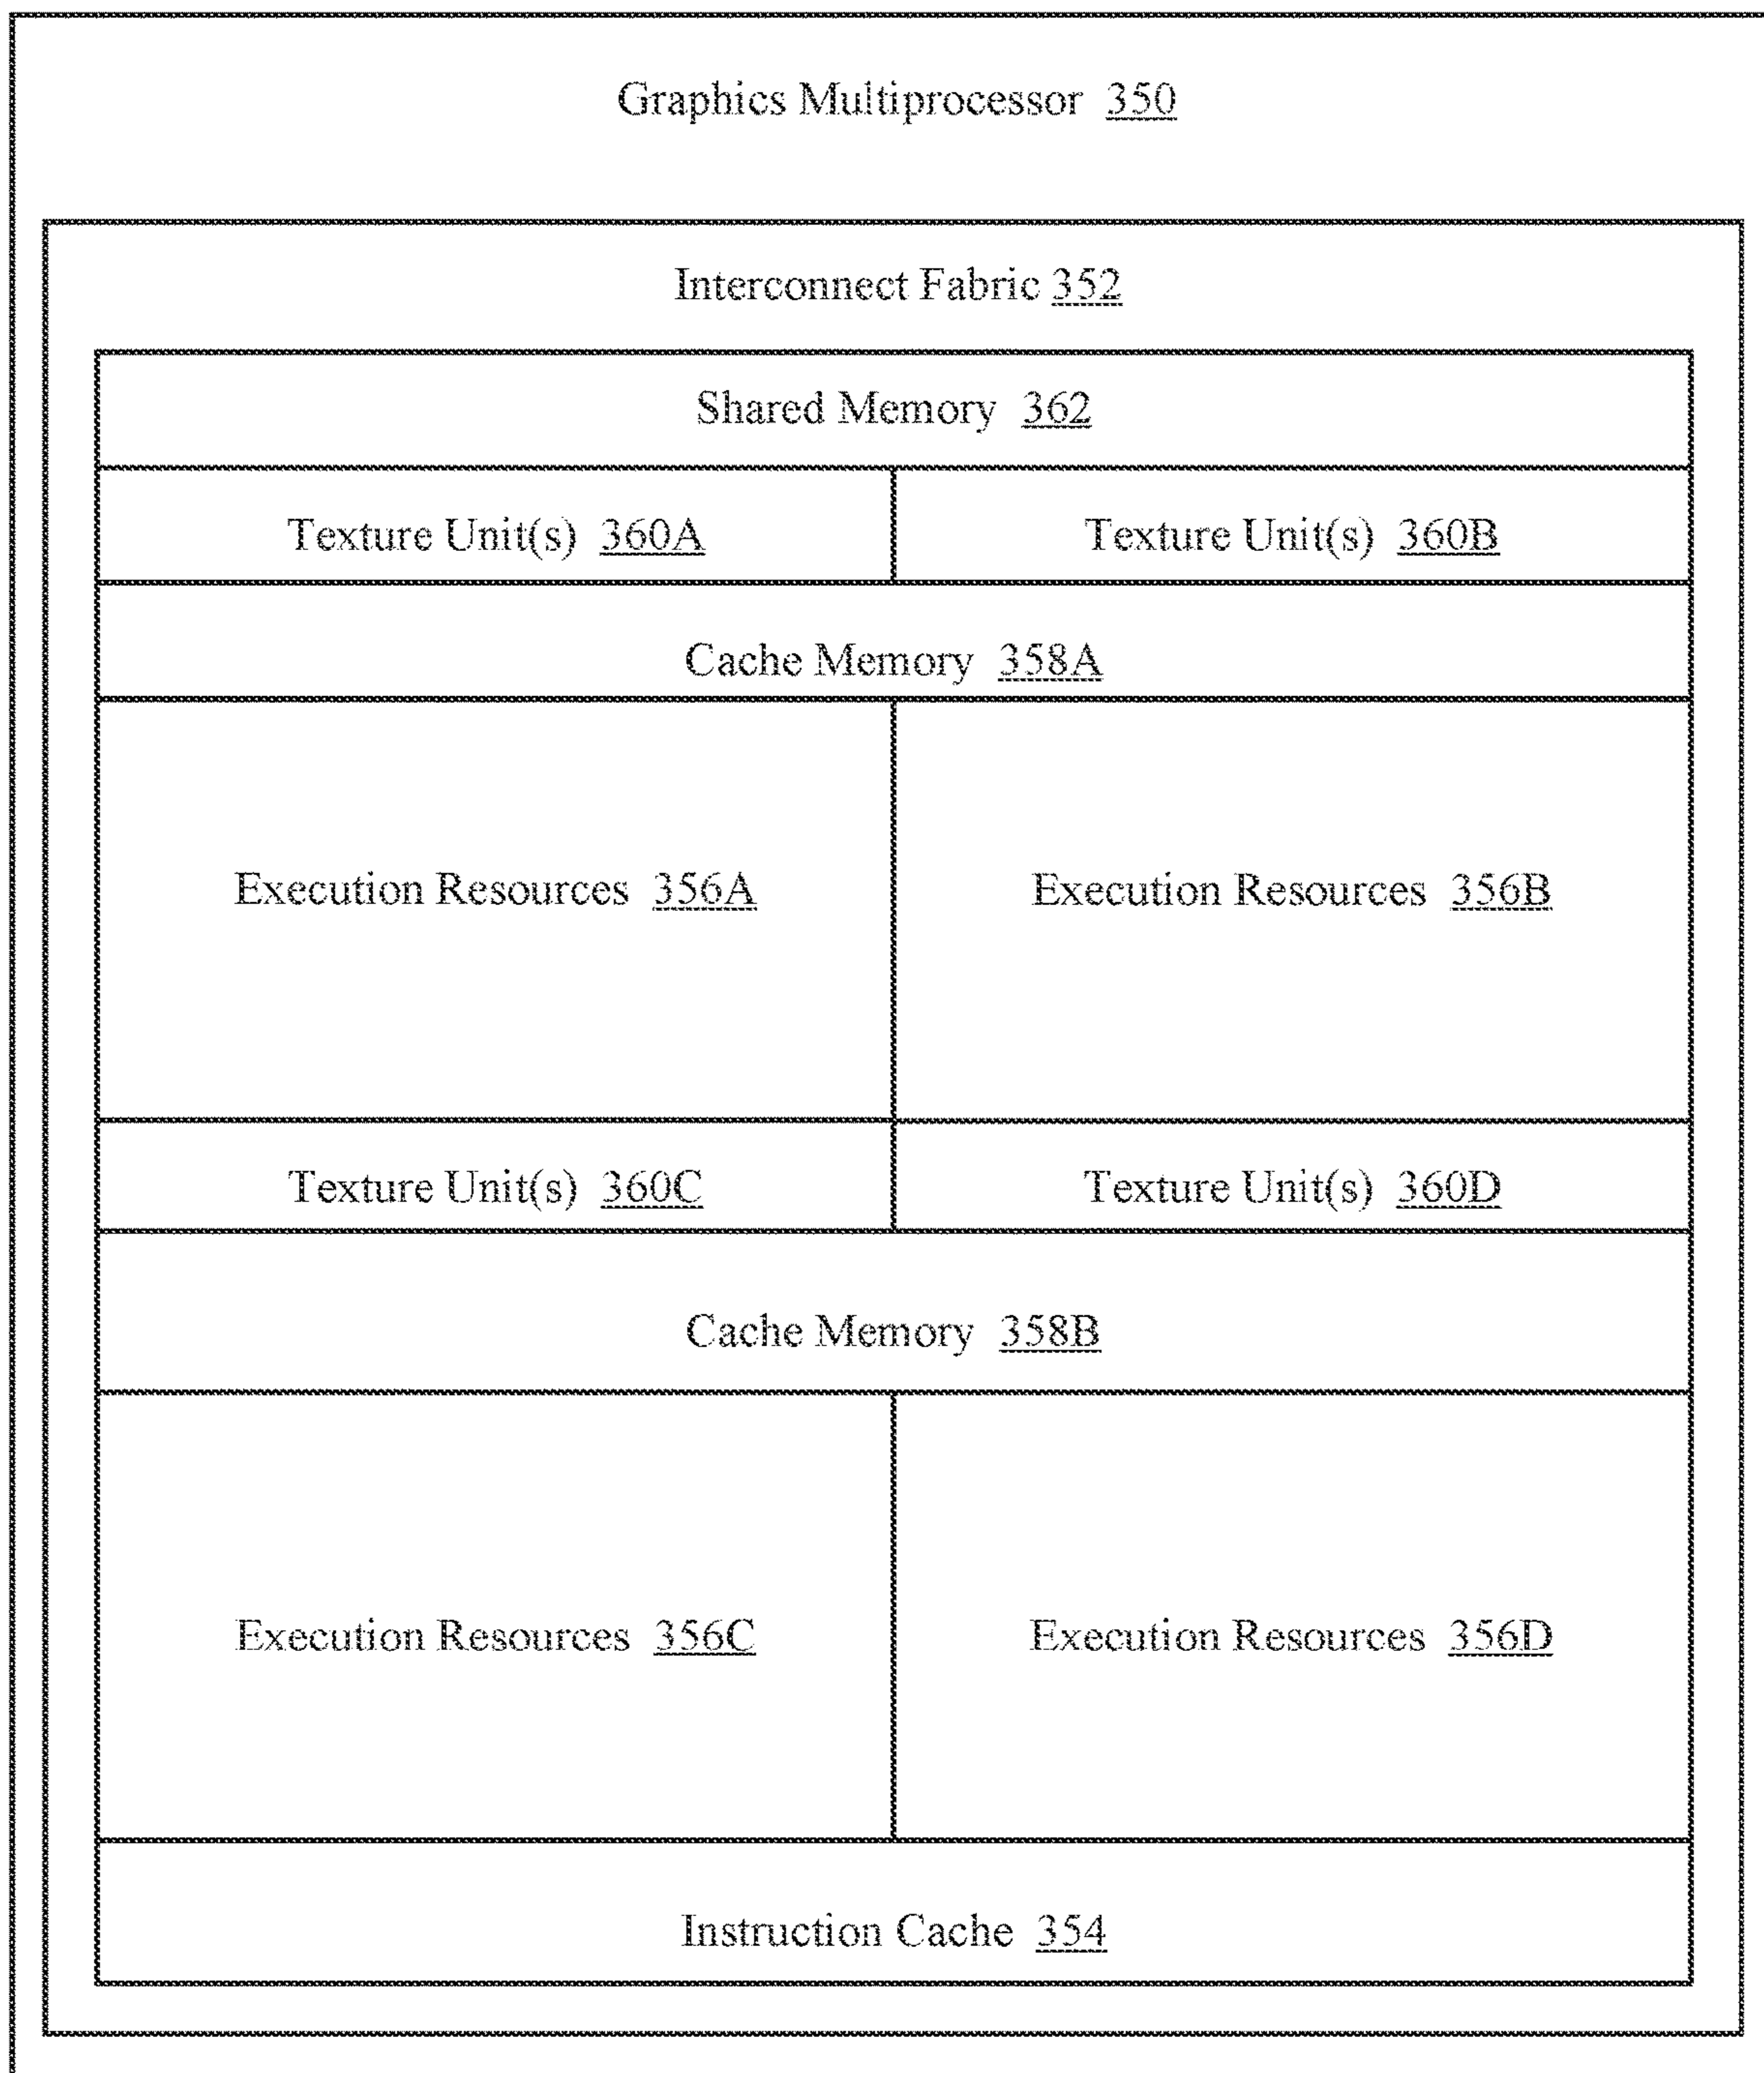 Graphics Multiprocessor 350
Interconnect Fabric 352
Shared Memory 362
Texture Unit(s) 360A
Texture Unit(s) 360B
Cache Memory 358A
Execution Resources 356A
Execution Resources 356B
Texture Unit(s) 360C
Texture Unit(s) 360D
Cache Memory 358B
Execution Resources 356C
Execution Resources 356D
Instruction Cache 354